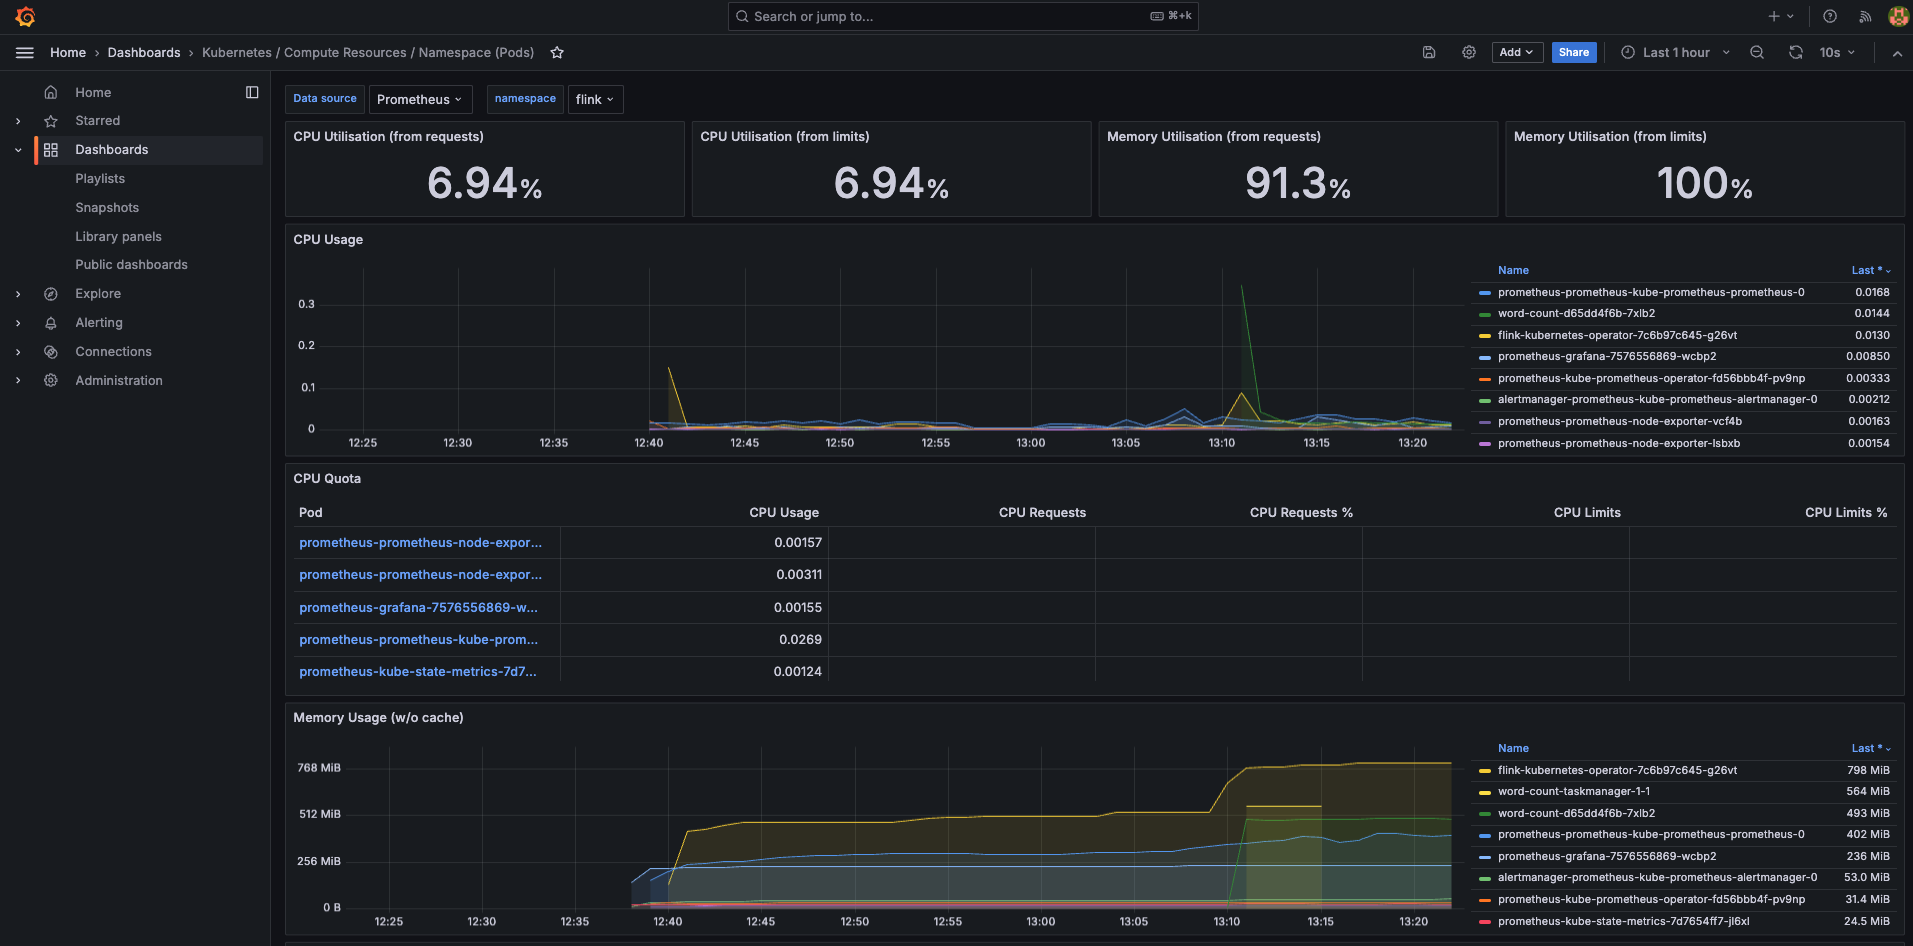 Search or jump to...
⌘+k
Home › Dashboards › Kubernetes / Compute Resources / Namespace (Pods)
Add
Share
Last 1 hour
10s
Home
Starred
Dashboards
Playlists
Snapshots
Library panels
Public dashboards
Explore
Alerting
Connections
Administration
Data source Prometheus namespace flink
CPU Utilisation (from requests)
6.94%
CPU Utilisation (from limits)
6.94%
Memory Utilisation (from requests)
91.3%
Memory Utilisation (from limits)
100%
CPU Usage
0.3
0.2
0.1
0
12:25 12:30 12:35 12:40 12:45 12:50 12:55 13:00 13:05 13:10 13:15 13:20
Name Last *
prometheus-prometheus-kube-prometheus-prometheus-0 0.0168
word-count-d65dd4f6b-7xlb2 0.0144
flink-kubernetes-operator-7c6b97c645-g26vt 0.0130
prometheus-grafana-7576556869-wcbp2 0.00850
prometheus-kube-prometheus-operator-fd56bbb4f-pv9np 0.00333
alertmanager-prometheus-kube-prometheus-alertmanager-0 0.00212
prometheus-prometheus-node-exporter-vcf4b 0.00163
prometheus-prometheus-node-exporter-lsbxb 0.00154
CPU Quota
Pod CPU Usage CPU Requests CPU Requests % CPU Limits CPU Limits %
prometheus-prometheus-node-expor... 0.00157
prometheus-prometheus-node-expor... 0.00311
prometheus-grafana-7576556869-w... 0.00155
prometheus-prometheus-kube-prom... 0.0269
prometheus-kube-state-metrics-7d7... 0.00124
Memory Usage (w/o cache)
768 MiB
512 MiB
256 MiB
0 B
12:25 12:30 12:35 12:40 12:45 12:50 12:55 13:00 13:05 13:10 13:15 13:20
Name Last *
flink-kubernetes-operator-7c6b97c645-g26vt 798 MiB
word-count-taskmanager-1-1 564 MiB
word-count-d65dd4f6b-7xlb2 493 MiB
prometheus-prometheus-kube-prometheus-prometheus-0 402 MiB
prometheus-grafana-7576556869-wcbp2 236 MiB
alertmanager-prometheus-kube-prometheus-alertmanager-0 53.0 MiB
prometheus-kube-prometheus-operator-fd56bbb4f-pv9np 31.4 MiB
prometheus-kube-state-metrics-7d7654ff7-jl6xl 24.5 MiB